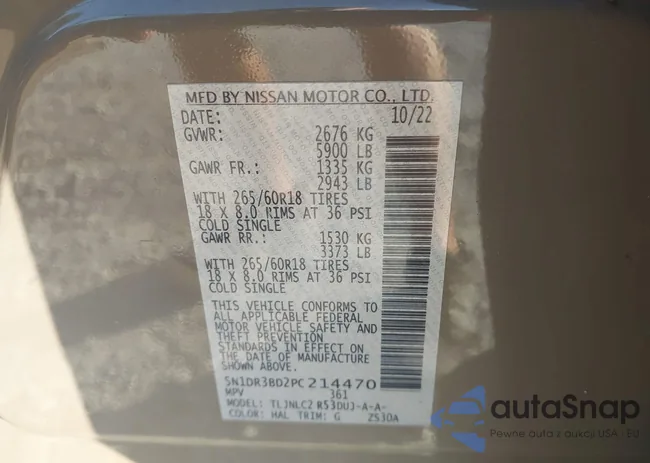 MFD BY NISSAN MOTOR CO., LTD.
DATE: 10/22
GVWR: 2676 KG
5900 LB
GAWR FR.: 1335 KG
2943 LB
WITH 265/60R18 TIRES
18 X 8.0 RIMS AT 36 PSI
COLD SINGLE
GAWR RR.: 1530 KG
3373 LB
WITH 265/60R18 TIRES
18 X 8.0 RIMS AT 36 PSI
COLD SINGLE
THIS VEHICLE CONFORMS TO
ALL APPLICABLE FEDERAL
MOTOR VEHICLE SAFETY AND
THEFT PREVENTION
STANDARDS IN EFFECT ON
THE DATE OF MANUFACTURE
SHOWN ABOVE.
5N1DR3BD2PC214470
MPV 361
MODEL: TLJNLC2 R53DUJ-A-A-
COLOR: HAL TRIM: G Z530A
autoSnap
Pewne auta z aukcji USA - EU